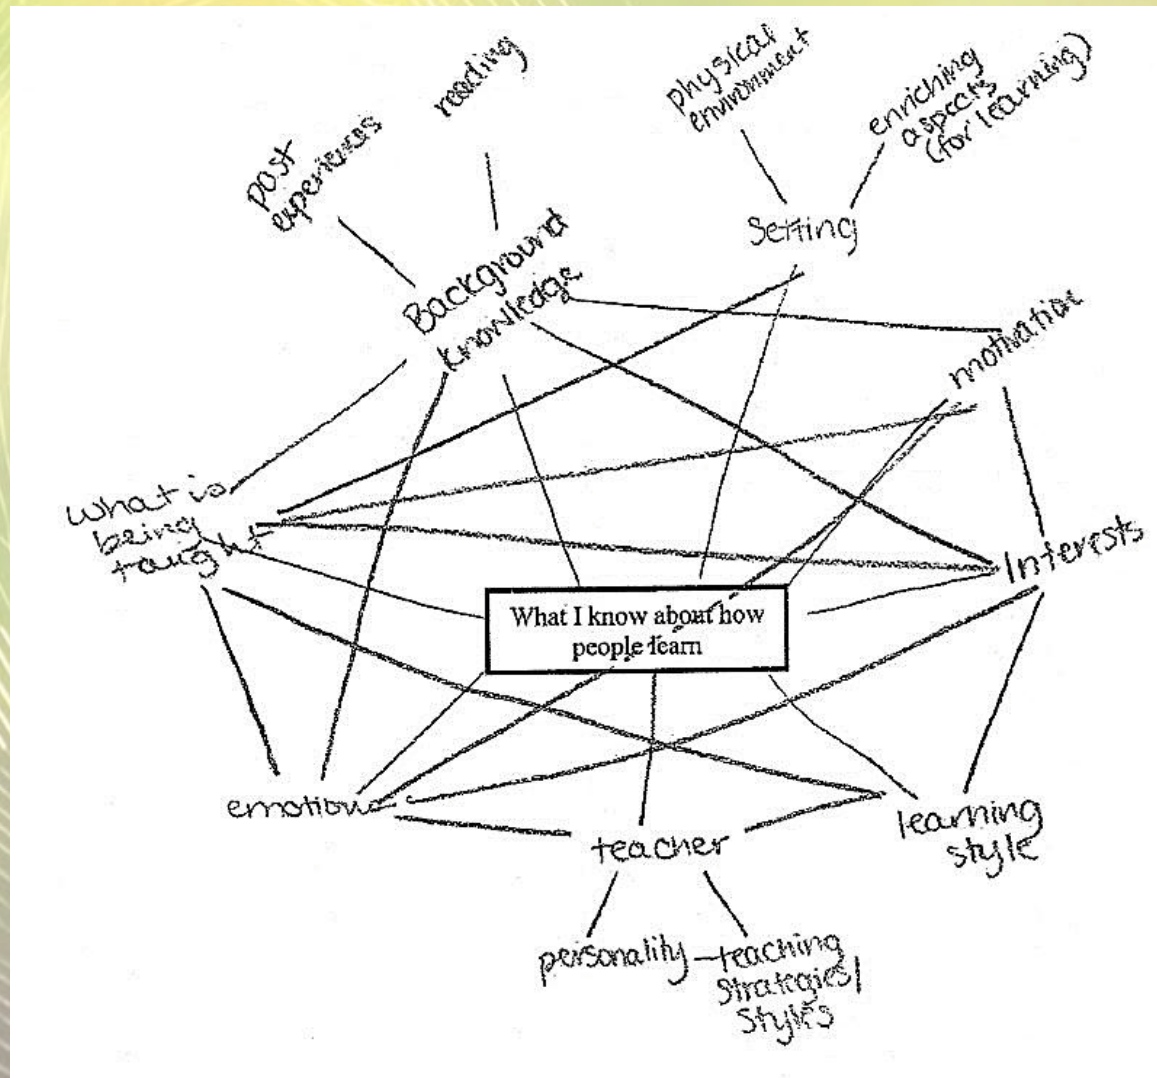 reading
past
experiences
physical
environment
enriching
aspects
(for learning)
Setting
Background
knowledge
motivation
what is
being
taught
Interests
What I know about how
people learn
emotions
teacher
learning
style
personality
teaching
strategies/
styles